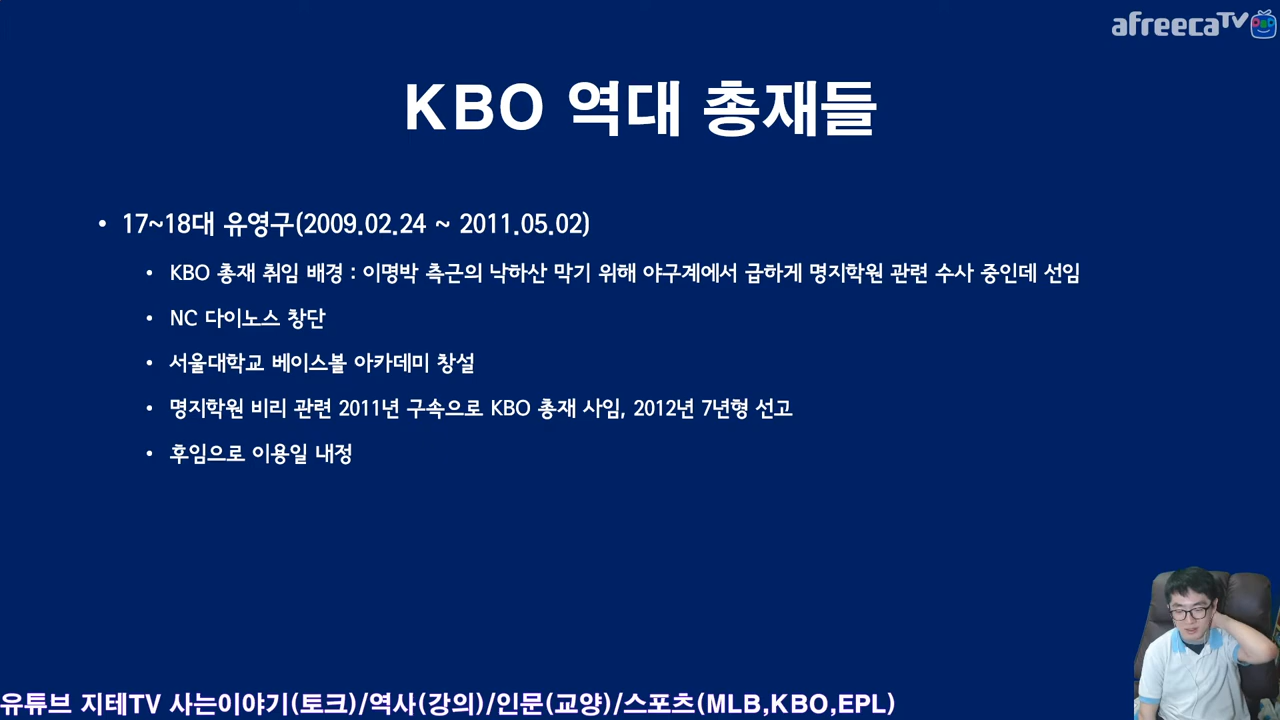 afreecaTV
KBO 역대 총재들
• 17~18대 유영구(2009.02.24 ~ 2011.05.02)
• KBO 총재 취임 배경 : 이명박 측근의 낙하산 막기 위해 야구계에서 급하게 명지학원 관련 수사 중인데 선임
• NC 다이노스 창단
• 서울대학교 베이스볼 아카데미 창설
• 명지학원 비리 관련 2011년 구속으로 KBO 총재 사임, 2012년 7년형 선고
• 후임으로 이용일 내정
유튜브 지테TV 사는이야기(토크)/역사(강의)/인문(교양)/스포츠(MLB,KBO,EPL)